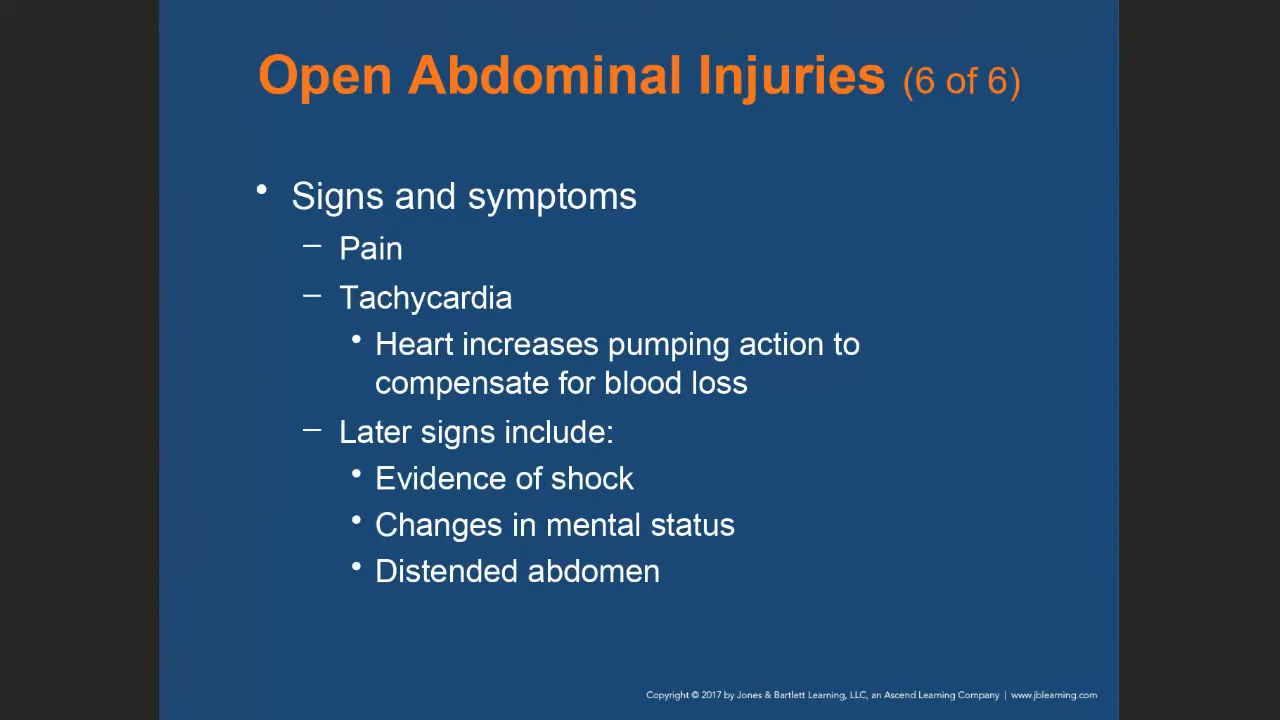 Open Abdominal Injuries (6 of 6)
• Signs and symptoms
– Pain
– Tachycardia
• Heart increases pumping action to
compensate for blood loss
– Later signs include:
• Evidence of shock
• Changes in mental status
• Distended abdomen
Copyright © 2017 by Jones & Bartlett Learning, LLC, an Ascend Learning Company | www.jblearning.com